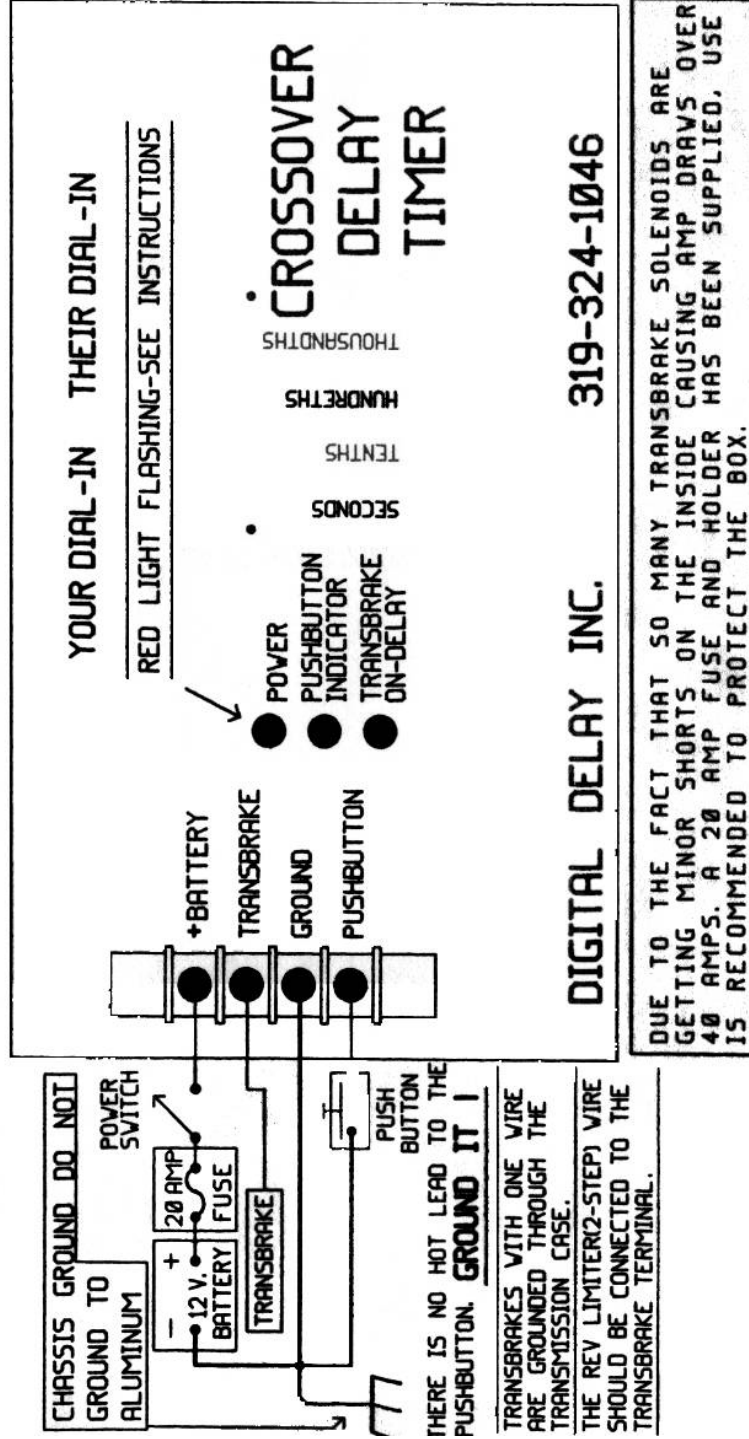 CHASSIS GROUND DO NOT
GROUND TO
ALUMINUM
POWER
SWITCH
20 AMP
FUSE
- +
12 V.
BATTERY
TRANSBRAKE
PUSH
BUTTON
THERE IS NO HOT LEAD TO THE
PUSHBUTTON. GROUND IT !
TRANSBRAKES WITH ONE WIRE
ARE GROUNDED THROUGH THE
TRANSMISSION CASE.
THE REV LIMITER(2-STEP) WIRE
SHOULD BE CONNECTED TO THE
TRANSBRAKE TERMINAL.
YOUR DIAL-IN THEIR DIAL-IN
RED LIGHT FLASHING-SEE INSTRUCTIONS
+BATTERY
TRANSBRAKE
GROUND
PUSHBUTTON
POWER
PUSHBUTTON
INDICATOR
TRANSBRAKE
ON-DELAY
SECONDS
TENTHS
HUNDRETHS
THOUSANDTHS
CROSSOVER
DELAY
TIMER
DIGITAL DELAY INC. 319-324-1046
DUE TO THE FACT THAT SO MANY TRANSBRAKE SOLENOIDS ARE
GETTING MINOR SHORTS ON THE INSIDE CAUSING AMP DRAWS OVER
40 AMPS. A 20 AMP FUSE AND HOLDER HAS BEEN SUPPLIED, USE
IS RECOMMENDED TO PROTECT THE BOX.